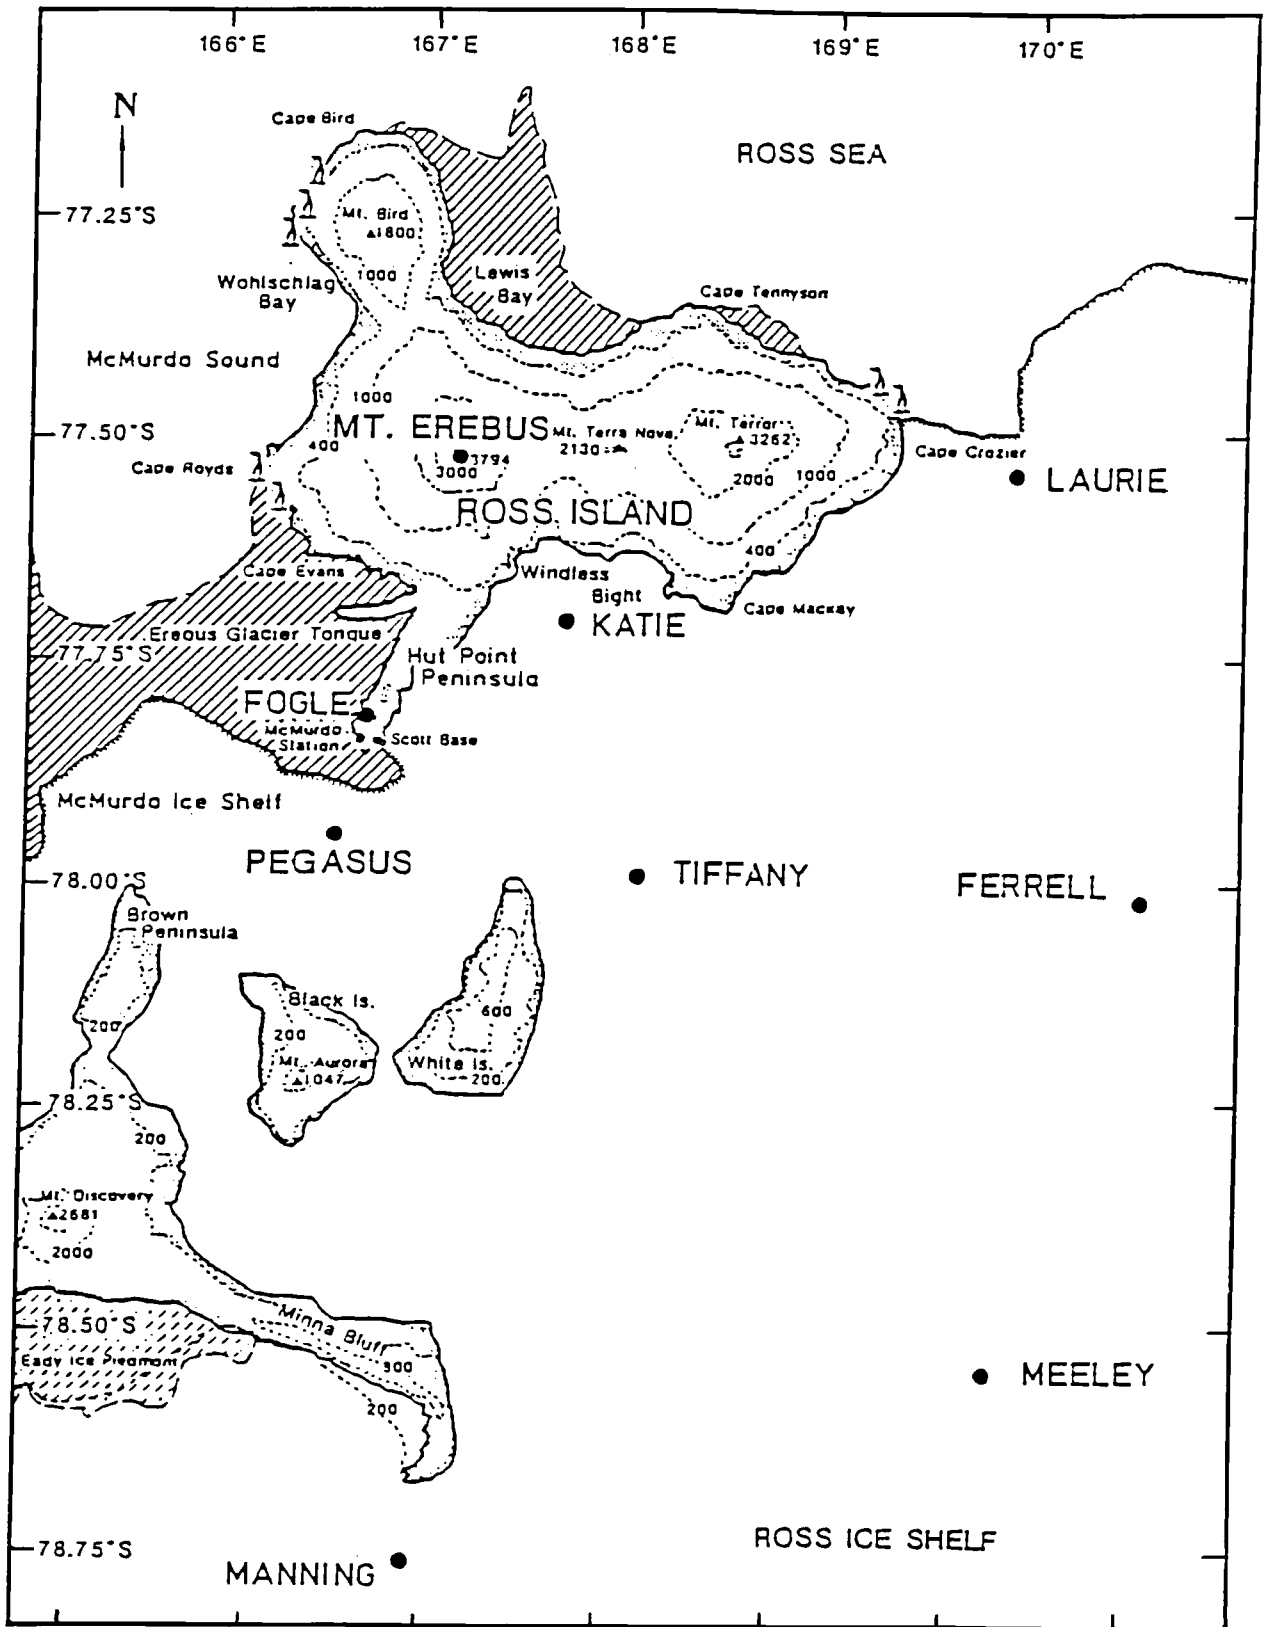 166°E 167°E 168°E 169°E 170°E
N
Cape Bird
ROSS SEA
77.25°S
Mt. Bird
1800
1000
Wohlschlag
Bay
Lewis
Bay
Cape Tennyson
McMurdo Sound
1000
MT. EREBUS
Mt. Terra Nova
2130
Mt. Terror
3262
77.50°S
400
3794
3000
2000
1000
Cape Crozier
Cape Royds
LAURIE
ROSS ISLAND
400
Cape Evans
Windless
Bight
Cape Mackay
KATIE
Erebus Glacier Tongue
77.75°S
Hut Point
Peninsula
FOGLE
McMurdo
Station
Scott Base
McMurdo Ice Shelf
PEGASUS
TIFFANY
FERRELL
78.00°S
Brown
Peninsula
200
Black Is.
200
Mt. Aurora
1047
600
White Is.
200
78.25°S
200
Mt. Discovery
2681
2000
Minna Bluff
78.50°S
Eady Ice Piedmont
300
200
MEELEY
ROSS ICE SHELF
78.75°S
MANNING